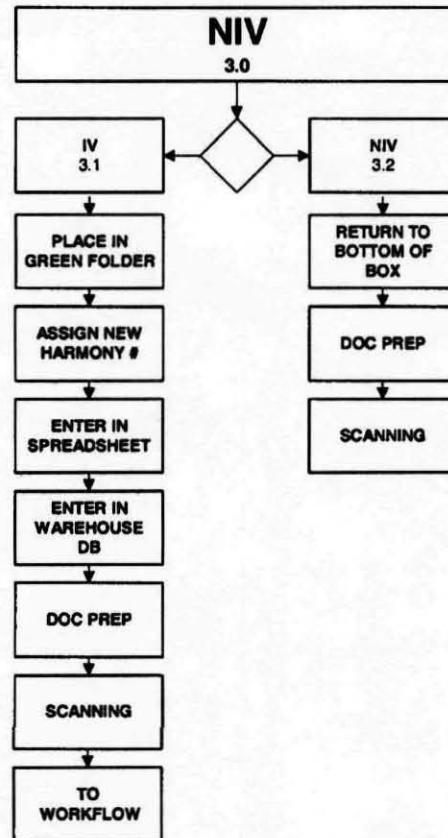 NIV
3.0
IV
3.1
NIV
3.2
PLACE IN
GREEN FOLDER
RETURN TO
BOTTOM OF
BOX
ASSIGN NEW
HARMONY #
DOC PREP
ENTER IN
SPREADSHEET
SCANNING
ENTER IN
WAREHOUSE
DB
DOC PREP
SCANNING
TO
WORKFLOW